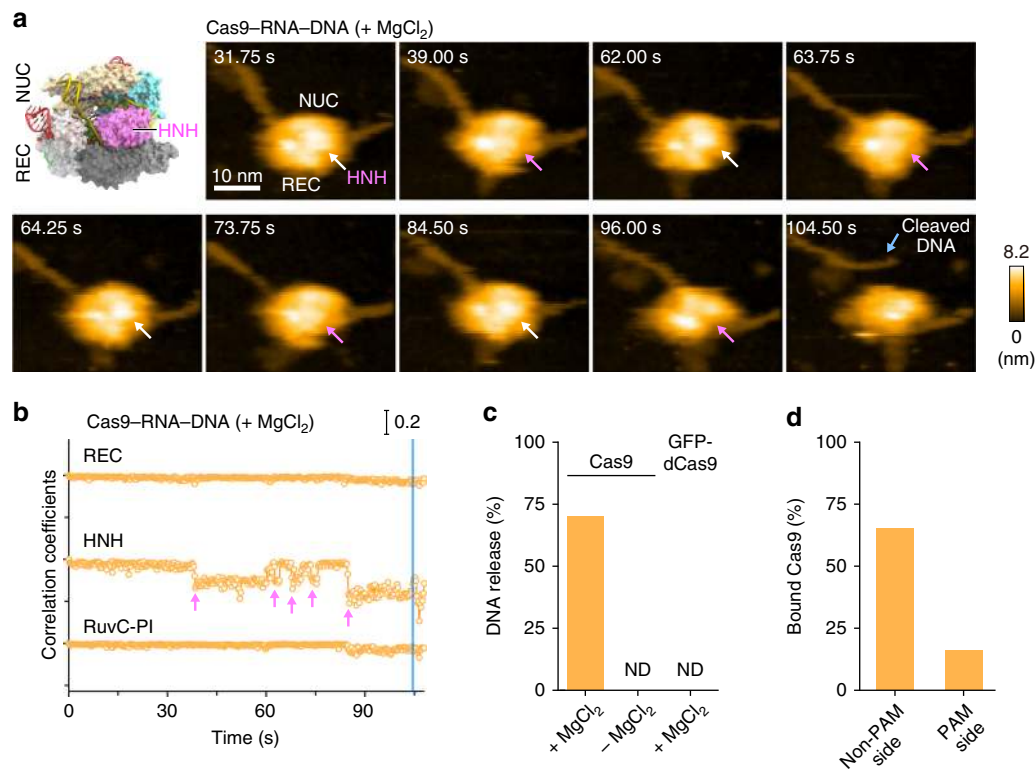 a
Cas9–RNA–DNA (+ MgCl₂)
NUC
REC
HNH
31.75 s
NUC
REC
HNH
10 nm
39.00 s
62.00 s
63.75 s
64.25 s
73.75 s
84.50 s
96.00 s
104.50 s
Cleaved
DNA
8.2
0
(nm)
b
Cas9–RNA–DNA (+ MgCl₂)
0.2
Correlation coefficients
REC
HNH
RuvC-PI
0
30
60
90
Time (s)
c
DNA release (%)
100
75
50
25
0
Cas9
GFP-
dCas9
ND
ND
+ MgCl₂
– MgCl₂
+ MgCl₂
d
Bound Cas9 (%)
100
75
50
25
0
Non-PAM
side
PAM
side